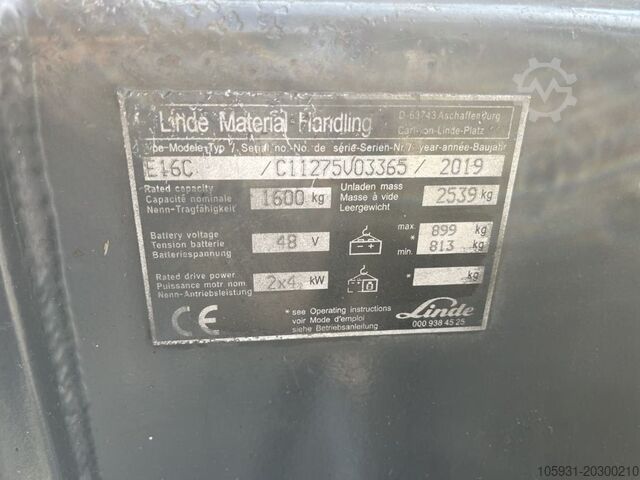 Linde Material Handling
D-63743 Aschaffenburg
Carl-von-Linde-Platz
Type-Modele-Typ / Serial no.-No. de série-Serien-Nr./ year-année-Baujahr
E16C /C11275V03365/ 2019
Rated capacity
Capacité nominale
Nenn-Tragfähigkeit
1600 kg
Unladen mass
Masse à vide
Leergewicht
2539 kg
Battery voltage
Tension batterie
Batteriespannung
48 V
max. 899 kg
min. * 813 kg
Rated drive power
Puissance motr nom.
Nenn-Antriebsleistung
2x4, kW
* kg
CE
* see Operating instructions
voir Mode d'emploi
siehe Betriebsanleitung
Linde
000 938 45 25
105931-20300210